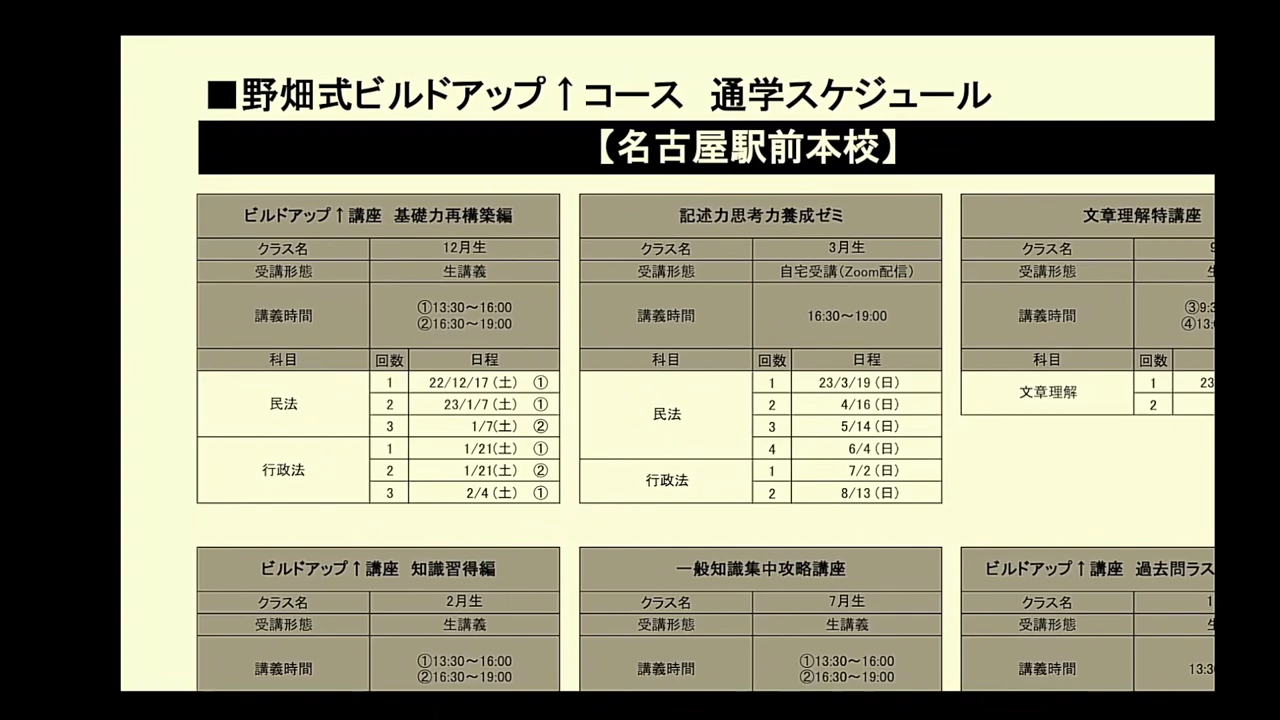 ■野畑式ビルドアップ↑コース 通学スケジュール
【名古屋駅前本校】
ビルドアップ↑講座 基礎力再構築編
クラス名 12月生
受講形態 生講義
講義時間 ①13:30～16:00
②16:30～19:00
科目 回数 日程
民法
1 22/12/17(土) ①
2 23/1/7(土) ①
3 1/7(土) ②
行政法
1 1/21(土) ①
2 1/21(土) ②
3 2/4(土) ①
記述力思考力養成ゼミ
クラス名 3月生
受講形態 自宅受講(Zoom配信)
講義時間 16:30～19:00
科目 回数 日程
民法
1 23/3/19(日)
2 4/16(日)
3 5/14(日)
4 6/4(日)
行政法
1 7/2(日)
2 8/13(日)
文章理解特講座
クラス名 9
受講形態
講義時間 ③9:3
④13:
科目 回数
文章理解
1 23
2
ビルドアップ↑講座 知識習得編
クラス名 2月生
受講形態 生講義
講義時間 ①13:30～16:00
②16:30～19:00
一般知識集中攻略講座
クラス名 7月生
受講形態 生講義
講義時間 ①13:30～16:00
②16:30～19:00
ビルドアップ↑講座 過去問ラス
クラス名 1
受講形態
講義時間 13:3